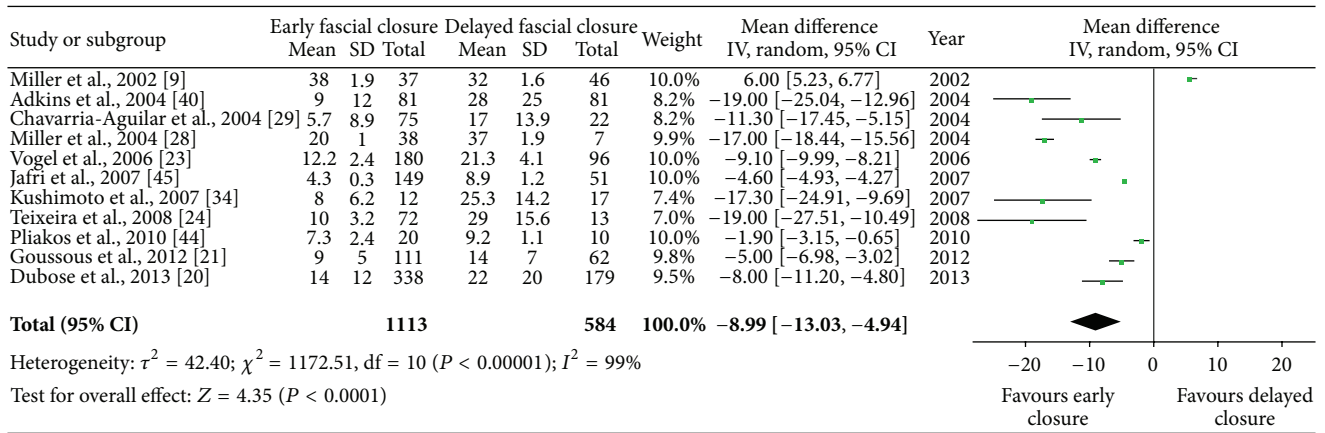 Study or subgroup Early fascial closure Delayed fascial closure Weight Mean difference Year Mean difference
Mean SD Total Mean SD Total IV, random, 95% CI IV, random, 95% CI
Miller et al., 2002 [9] 38 1.9 37 32 1.6 46 10.0% 6.00 [5.23, 6.77] 2002
Adkins et al., 2004 [40] 9 12 81 28 25 81 8.2% −19.00 [−25.04, −12.96] 2004
Chavarria-Aguilar et al., 2004 [29] 5.7 8.9 75 17 13.9 22 8.2% −11.30 [−17.45, −5.15] 2004
Miller et al., 2004 [28] 20 1 38 37 1.9 7 9.9% −17.00 [−18.44, −15.56] 2004
Vogel et al., 2006 [23] 12.2 2.4 180 21.3 4.1 96 10.0% −9.10 [−9.99, −8.21] 2006
Jafri et al., 2007 [45] 4.3 0.3 149 8.9 1.2 51 10.0% −4.60 [−4.93, −4.27] 2007
Kushimoto et al., 2007 [34] 8 6.2 12 25.3 14.2 17 7.4% −17.30 [−24.91, −9.69] 2007
Teixeira et al., 2008 [24] 10 3.2 72 29 15.6 13 7.0% −19.00 [−27.51, −10.49] 2008
Pliakos et al., 2010 [44] 7.3 2.4 20 9.2 1.1 10 10.0% −1.90 [−3.15, −0.65] 2010
Goussous et al., 2012 [21] 9 5 111 14 7 62 9.8% −5.00 [−6.98, −3.02] 2012
Dubose et al., 2013 [20] 14 12 338 22 20 179 9.5% −8.00 [−11.20, −4.80] 2013
Total (95% CI) 1113 584 100.0% −8.99 [−13.03, −4.94]
Heterogeneity: τ² = 42.40; χ² = 1172.51, df = 10 (P < 0.00001); I² = 99%
−20 −10 0 10 20
Test for overall effect: Z = 4.35 (P < 0.0001)
Favours early Favours delayed
closure closure